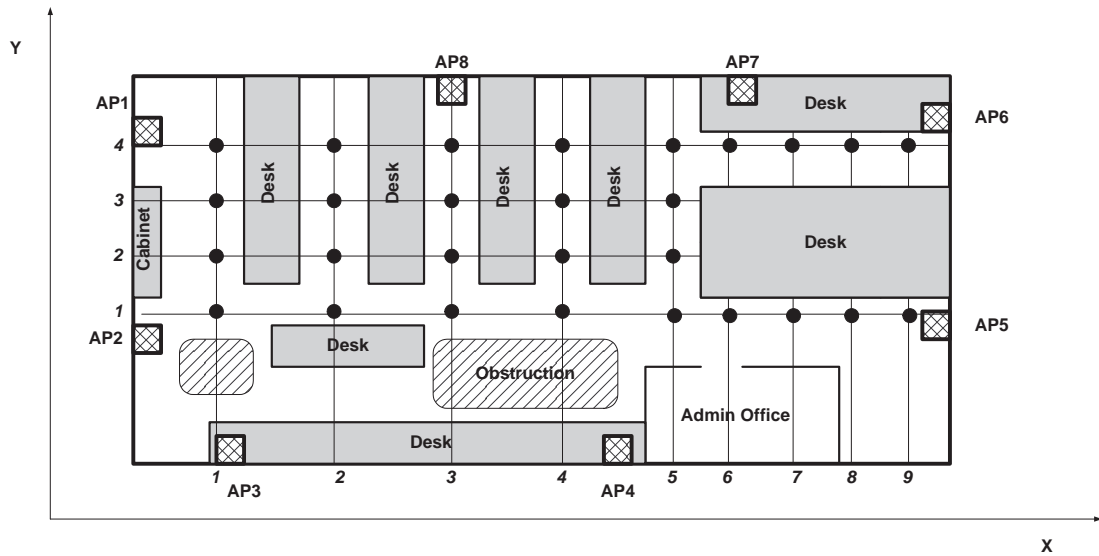 Y
AP8
AP7
AP1
Desk
AP6
4
3
Desk
Desk
Desk
Desk
Cabinet
2
Desk
1
AP2
Desk
AP5
Obstruction
Admin Office
Desk
1
2
3
4
5
6
7
8
9
AP3
AP4
X